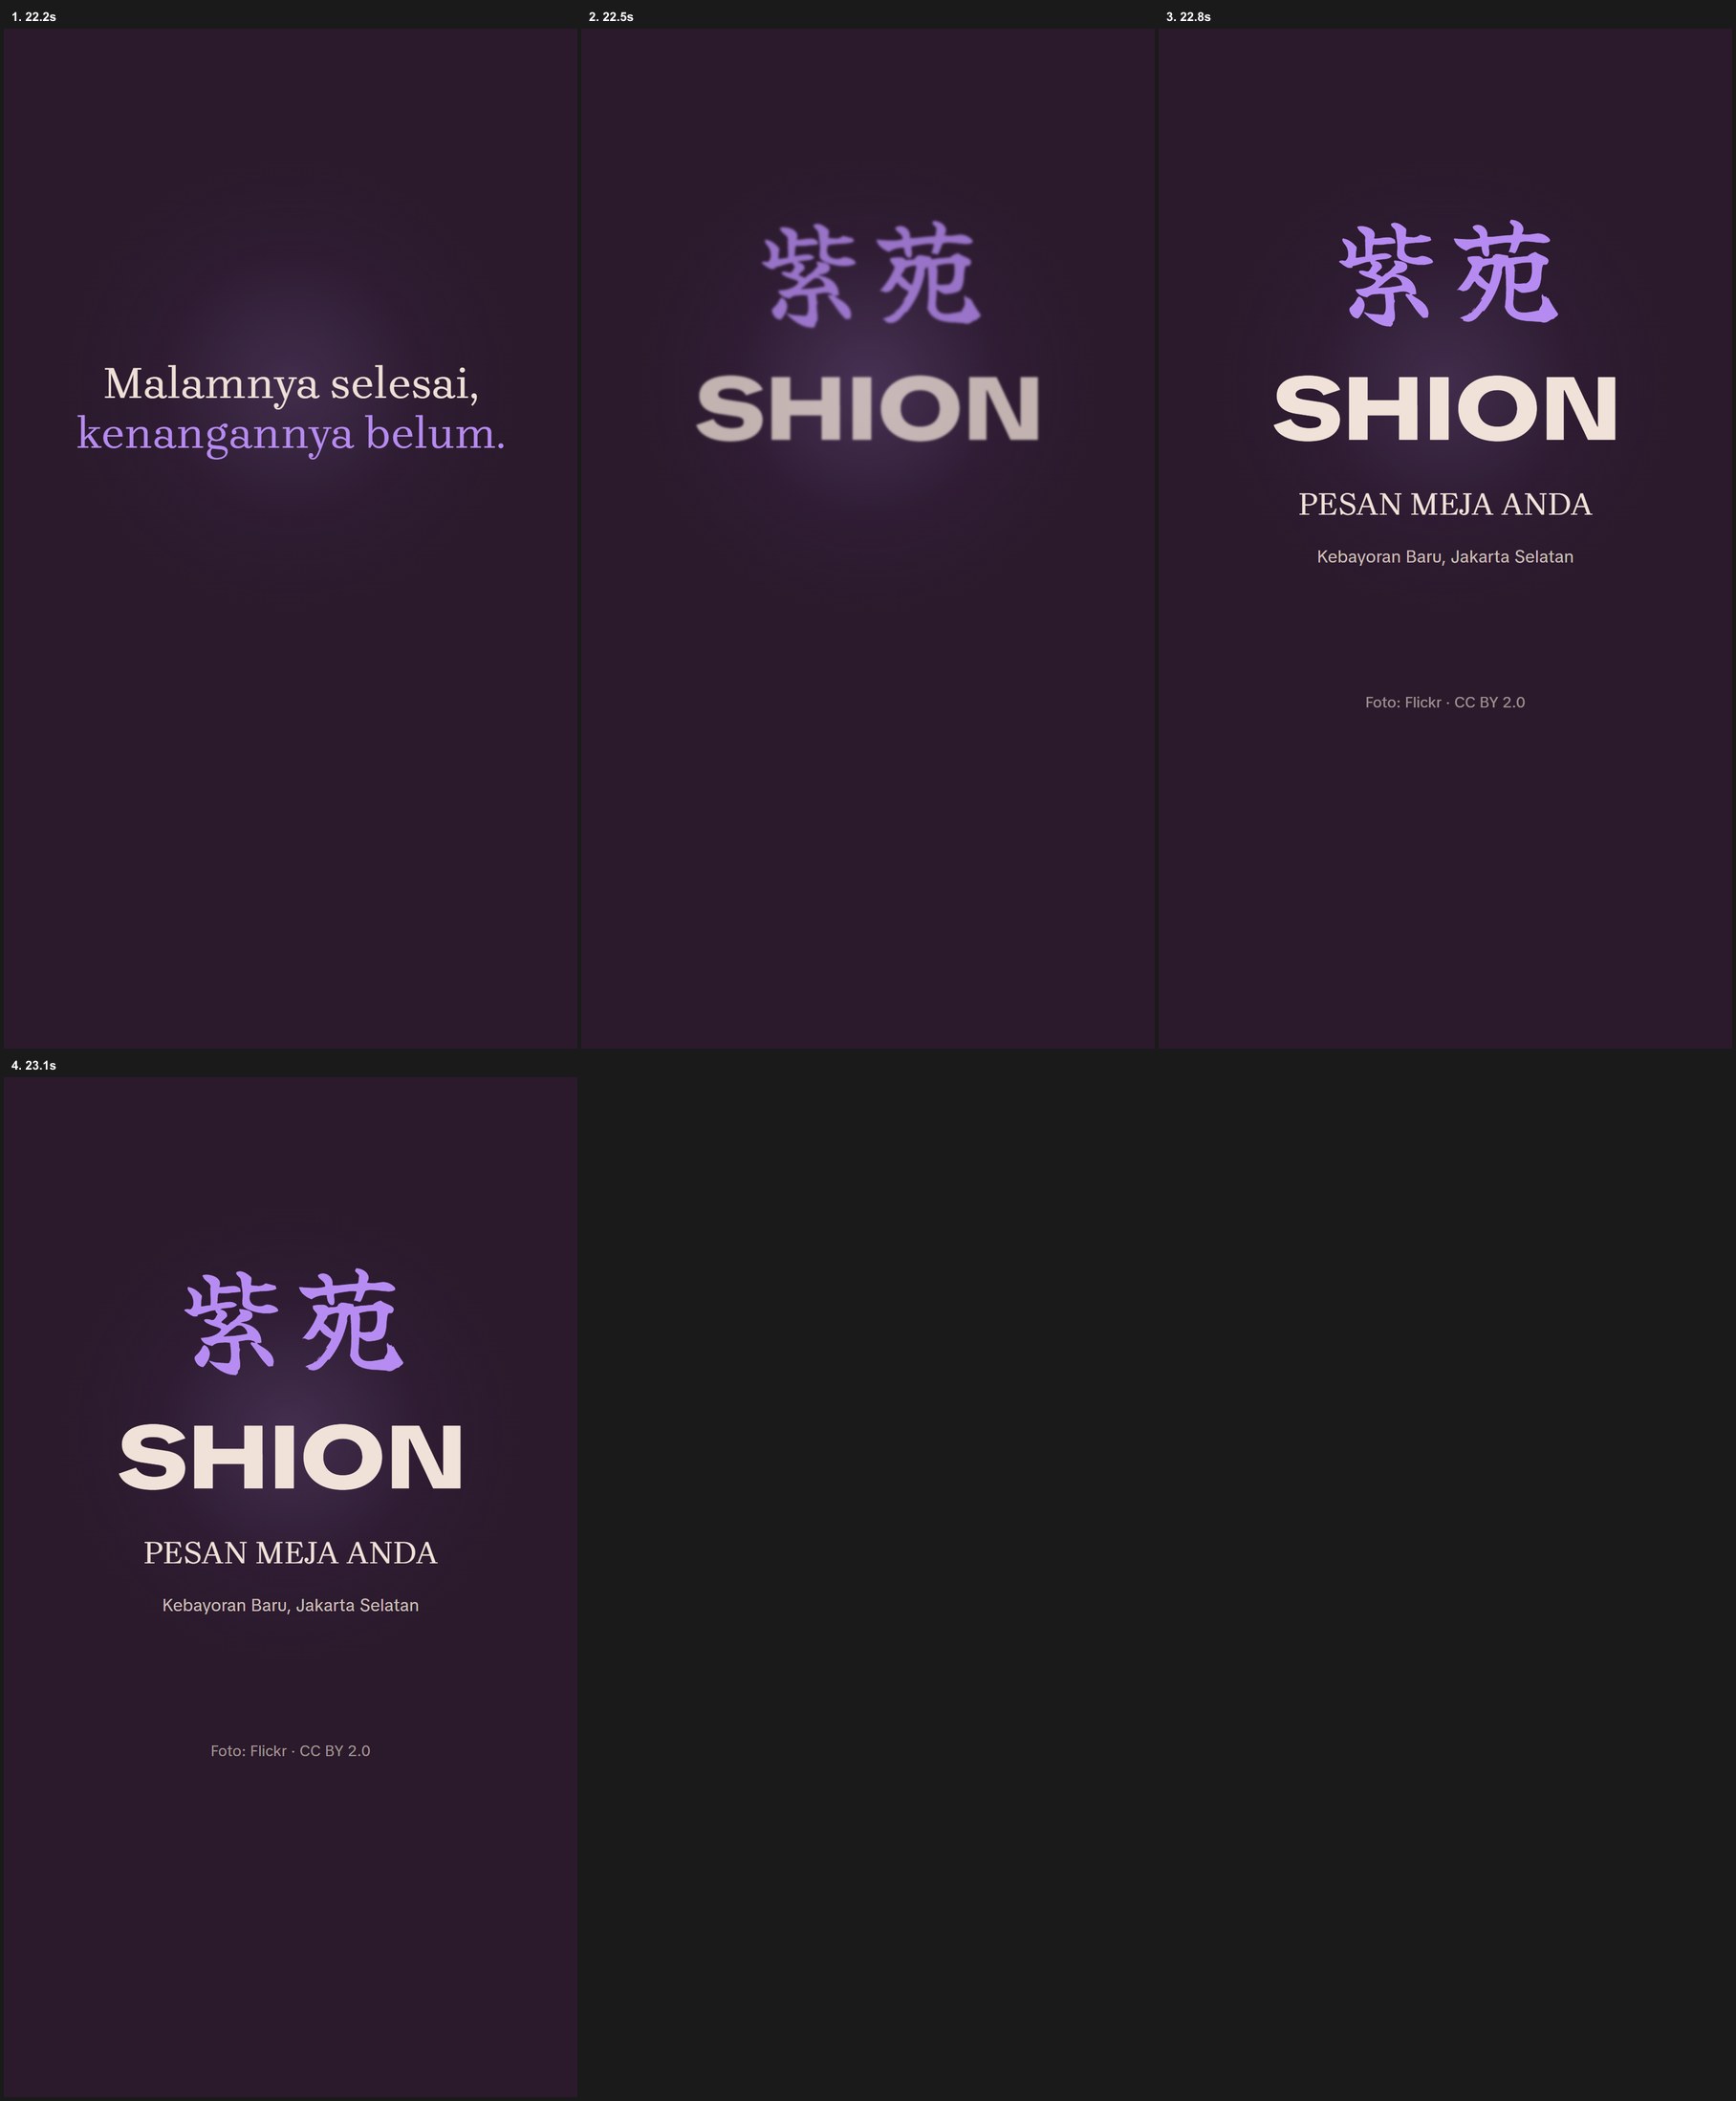 1. 22.2s
Malamnya selesai,
kenangannya belum.
2. 22.5s
紫苑
SHION
3. 22.8s
紫苑
SHION
PESAN MEJA ANDA
Kebayoran Baru, Jakarta Selatan
Foto: Flickr · CC BY 2.0
4. 23.1s
紫苑
SHION
PESAN MEJA ANDA
Kebayoran Baru, Jakarta Selatan
Foto: Flickr · CC BY 2.0